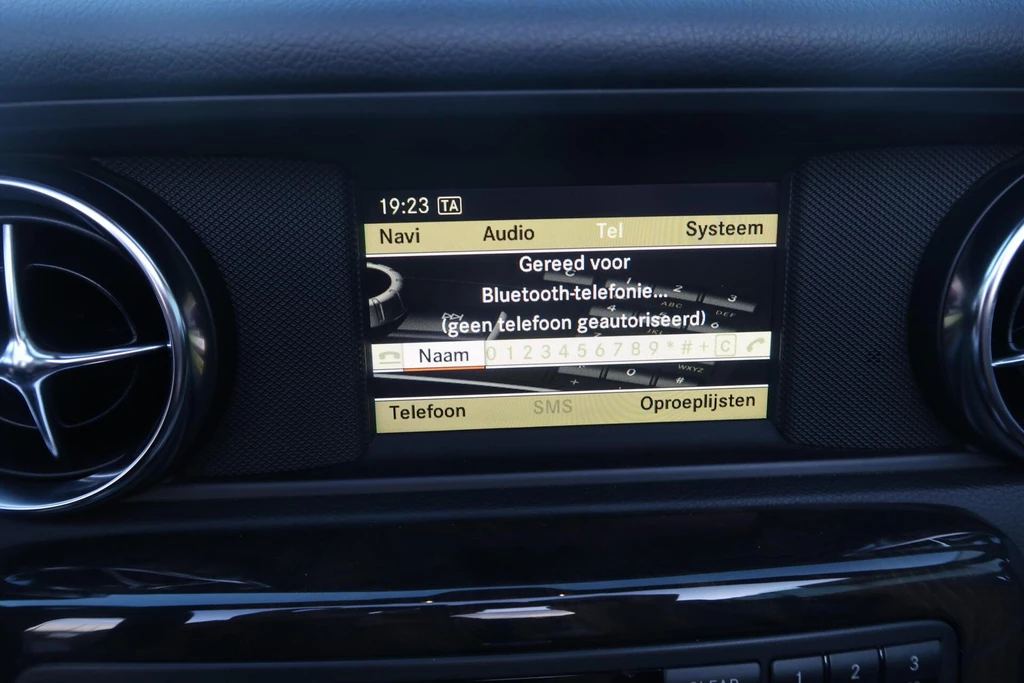 19:23 TA
Navi Audio Tel Systeem
Gereed voor
Bluetooth-telefonie...
(geen telefoon geautoriseerd)
Naam 0 1 2 3 4 5 6 7 8 9 * # + C
Telefoon SMS Oproeplijsten
CLEAR 1 2 3